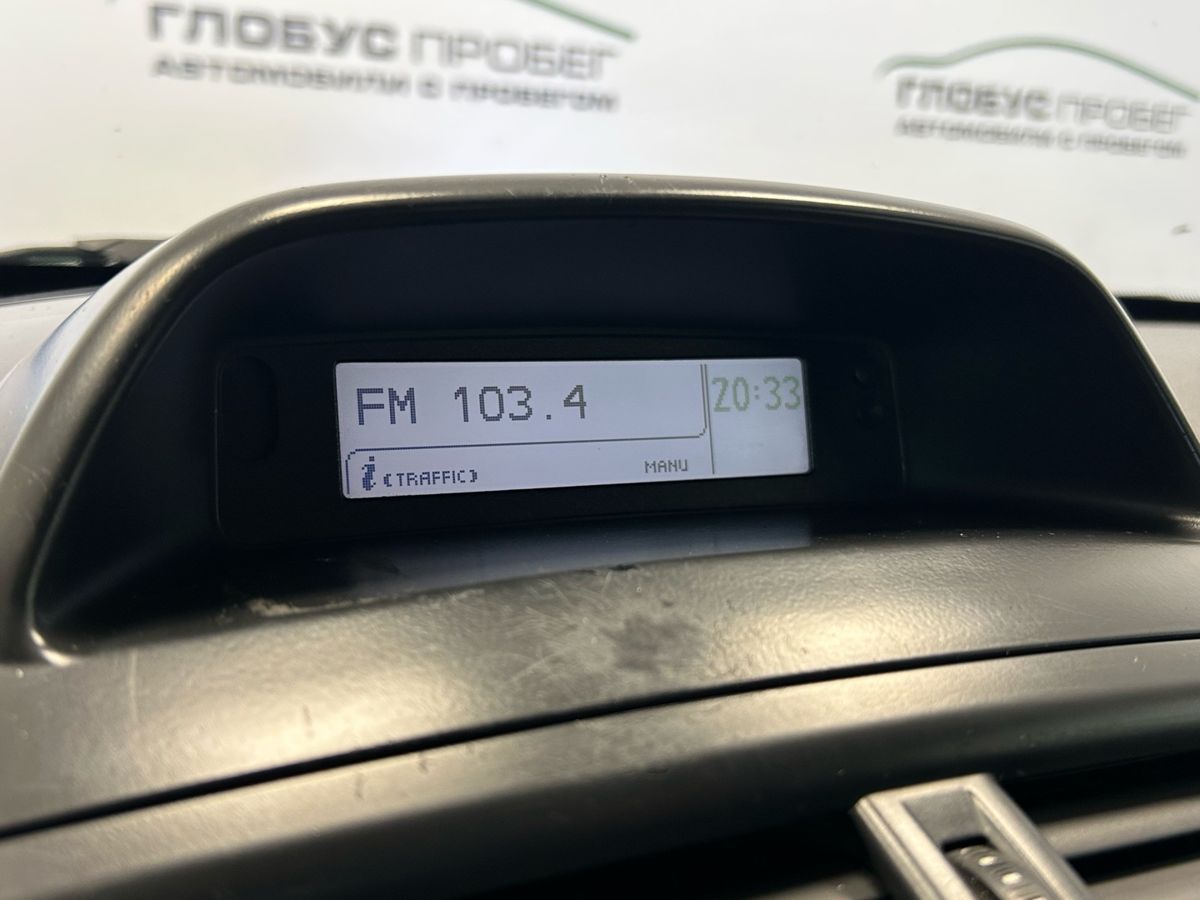 ГЛОБУС ПРОБЕГ
АВТОМОБИЛИ С ПРОБЕГОМ
ГЛОБУС ПРОБЕГ
АВТОМОБИЛИ С ПРОБЕГОМ
FM 103.4
20:33
i (TRAFFIC)
MANU